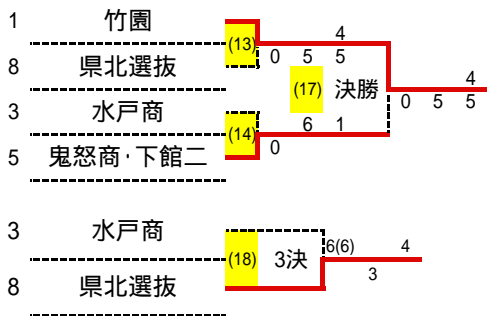 1 竹園
(13) 4
0 5 5
8 県北選抜
(17) 決勝 4
0 5 5
3 水戸商
(14) 6 1
0
5 鬼怒商・下館二
3 水戸商
(18) 3決 6(6) 4
3
8 県北選抜